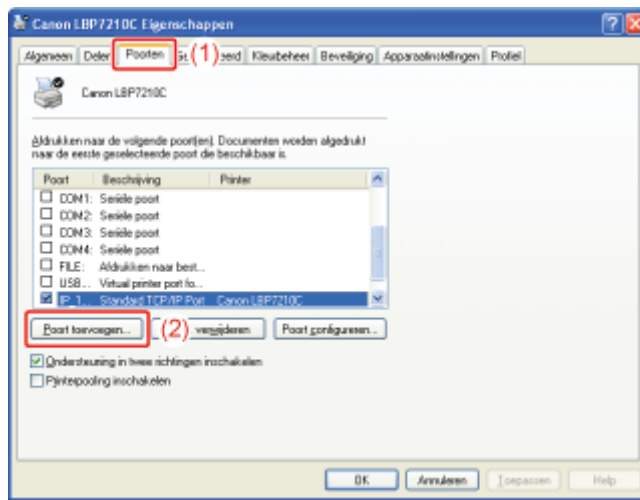 Canon LBP7210C Eigenschappen
Algemeen Delen Poorten (1) Kleurbeheer Beveiliging Apparaatinstellingen Profiel
Canon LBP7210C
Afdrukken naar de volgende poort(en). Documenten worden afgedrukt
naar de eerste geselecteerde poort die beschikbaar is.
Poort Beschrijving Printer
COM1: Seriële poort
COM2: Seriële poort
COM3: Seriële poort
COM4: Seriële poort
FILE: Afdrukken naar best...
USB... Virtual printer port fo...
IP_1... Standard TCP/IP Port Canon LBP7210C
Poort toevoegen... (2) verwijderen Poort configureren...
Ondersteuning in twee richtingen inschakelen
Printerpooling inschakelen
OK Annuleren Toepassen Help